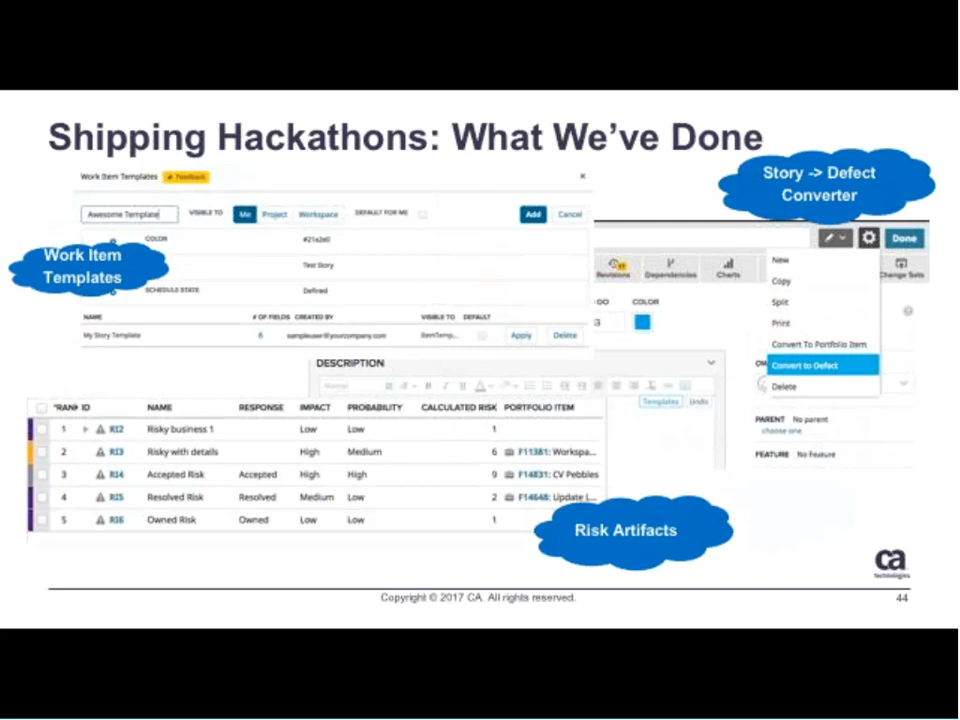 Shipping Hackathons: What We've Done
Work Item Templates Feedback ×
Story -> Defect
Converter
Awesome Template VISIBLE TO Me Project Workspace DEFAULT FOR ME Add Cancel
COLOR #21a2e0
Work Item
Templates
Test Story
SCHEDULE STATE Defined
NAME # OF FIELDS CREATED BY VISIBLE TO DEFAULT
My Story Template 6 sampleuser@yourcompany.com ItemTemp... Apply Delete
Done
Revisions Dependencies Charts Change Sets
New
Copy
Split
Print
Convert To Portfolio Item
Convert to Defect
Delete
DO COLOR
3
PARENT No parent
choose one
FEATURE No Feature
DESCRIPTION
Normal
Templates Undo
RANK ID NAME RESPONSE IMPACT PROBABILITY CALCULATED RISK PORTFOLIO ITEM
1 RI2 Risky business 1 Low Low 1
2 RI3 Risky with details High Medium 6 F11381: Workspa...
3 RI4 Accepted Risk Accepted High High 9 F14831: CV Pebbles
4 RI5 Resolved Risk Resolved Medium Low 2 F14648: Update L...
5 RI6 Owned Risk Owned Low Low 1
Risk Artifacts
ca
technologies
Copyright © 2017 CA. All rights reserved.
44